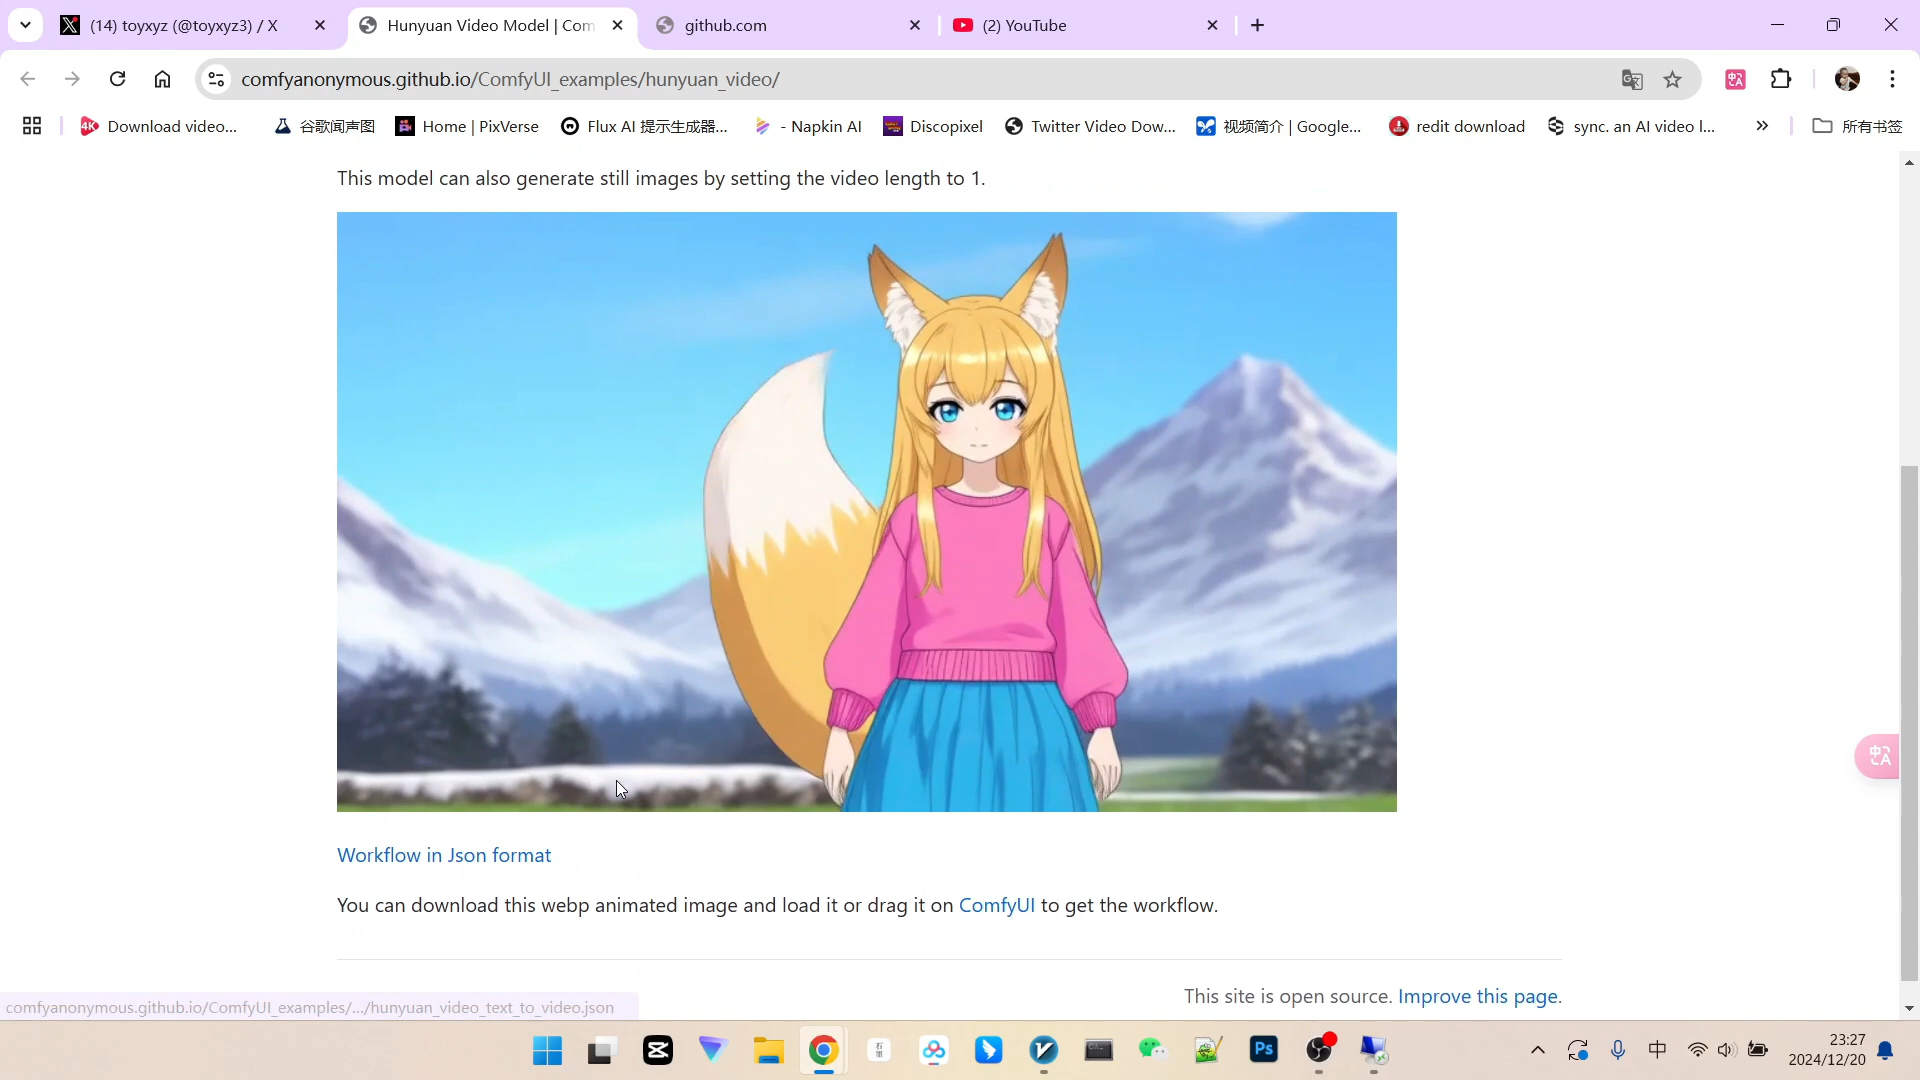 (14) toyxyz (@toyxyz3) / X
Hunyuan Video Model | Com
github.com
(2) YouTube
comfyanonymous.github.io/ComfyUI_examples/hunyuan_video/
4K Download video...
谷歌闻声图
Home | PixVerse
Flux AI 提示生成器...
- Napkin AI
Discopixel
Twitter Video Dow...
视频简介 | Google...
redit download
sync. an AI video l...
所有书签
This model can also generate still images by setting the video length to 1.
Workflow in Json format
You can download this webp animated image and load it or drag it on ComfyUI to get the workflow.
This site is open source. Improve this page.
comfyanonymous.github.io/ComfyUI_examples/.../hunyuan_video_text_to_video.json
石墨
Ps
中
23:27
2024/12/20